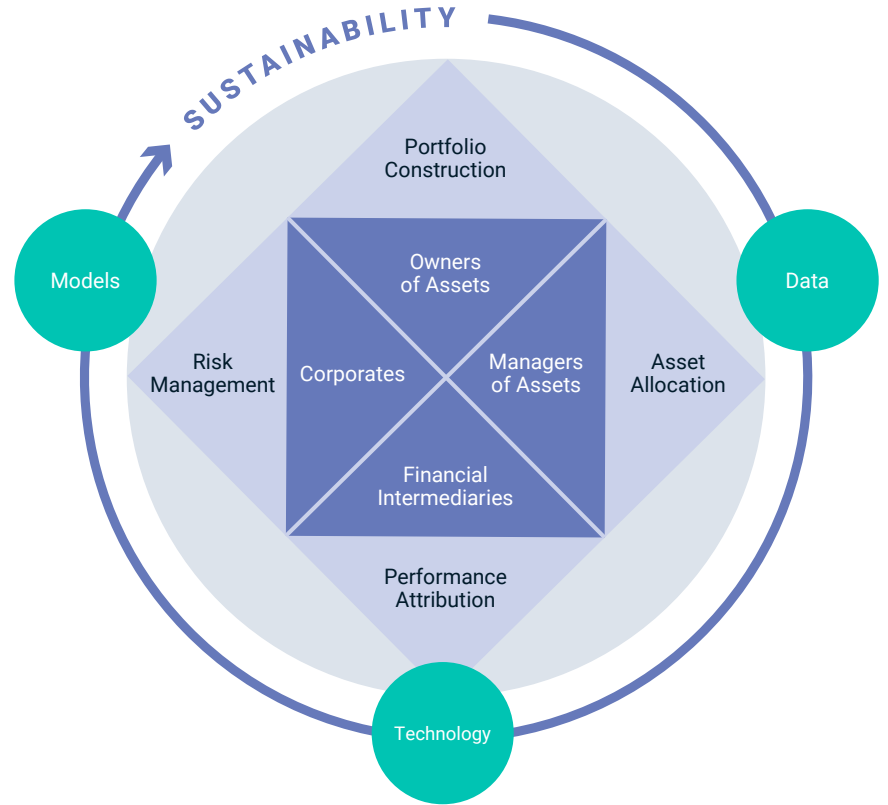 SUSTAINABILITY
Portfolio
Construction
Owners
of Assets
Models
Data
Risk
Management
Corporates
Managers
of Assets
Asset
Allocation
Financial
Intermediaries
Performance
Attribution
Technology